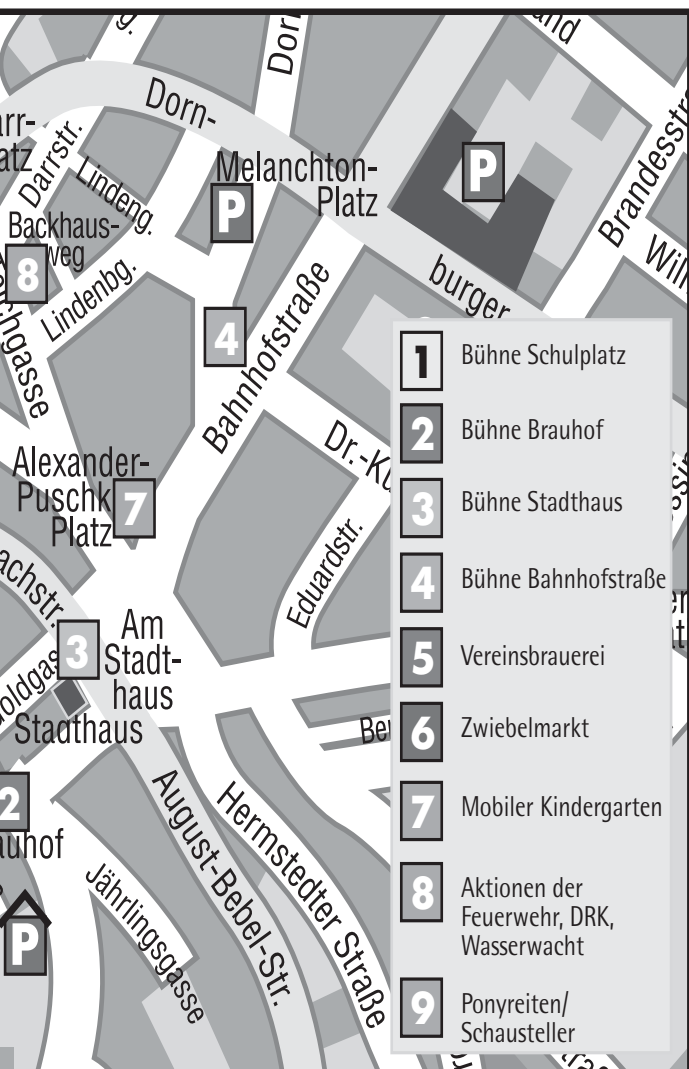 Dorn-
Darrstr.
Lindeng.
Melanchton-
Platz
P
P
Brandesstr
Backhaus-
weg
8
Lindenbg.
burger
4
Bahnhofstraße
Dr.-Ku
Alexander-
Puschk
Platz
7
Eduardstr.
3
Am
Stadt-
haus
Stadthaus
2
August-Bebel-Str.
Hermstedter Straße
Jährlingsgasse
P
1 Bühne Schulplatz
2 Bühne Brauhof
3 Bühne Stadthaus
4 Bühne Bahnhofstraße
5 Vereinsbrauerei
6 Zwiebelmarkt
7 Mobiler Kindergarten
8 Aktionen der
Feuerwehr, DRK,
Wasserwacht
9 Ponyreiten/
Schausteller